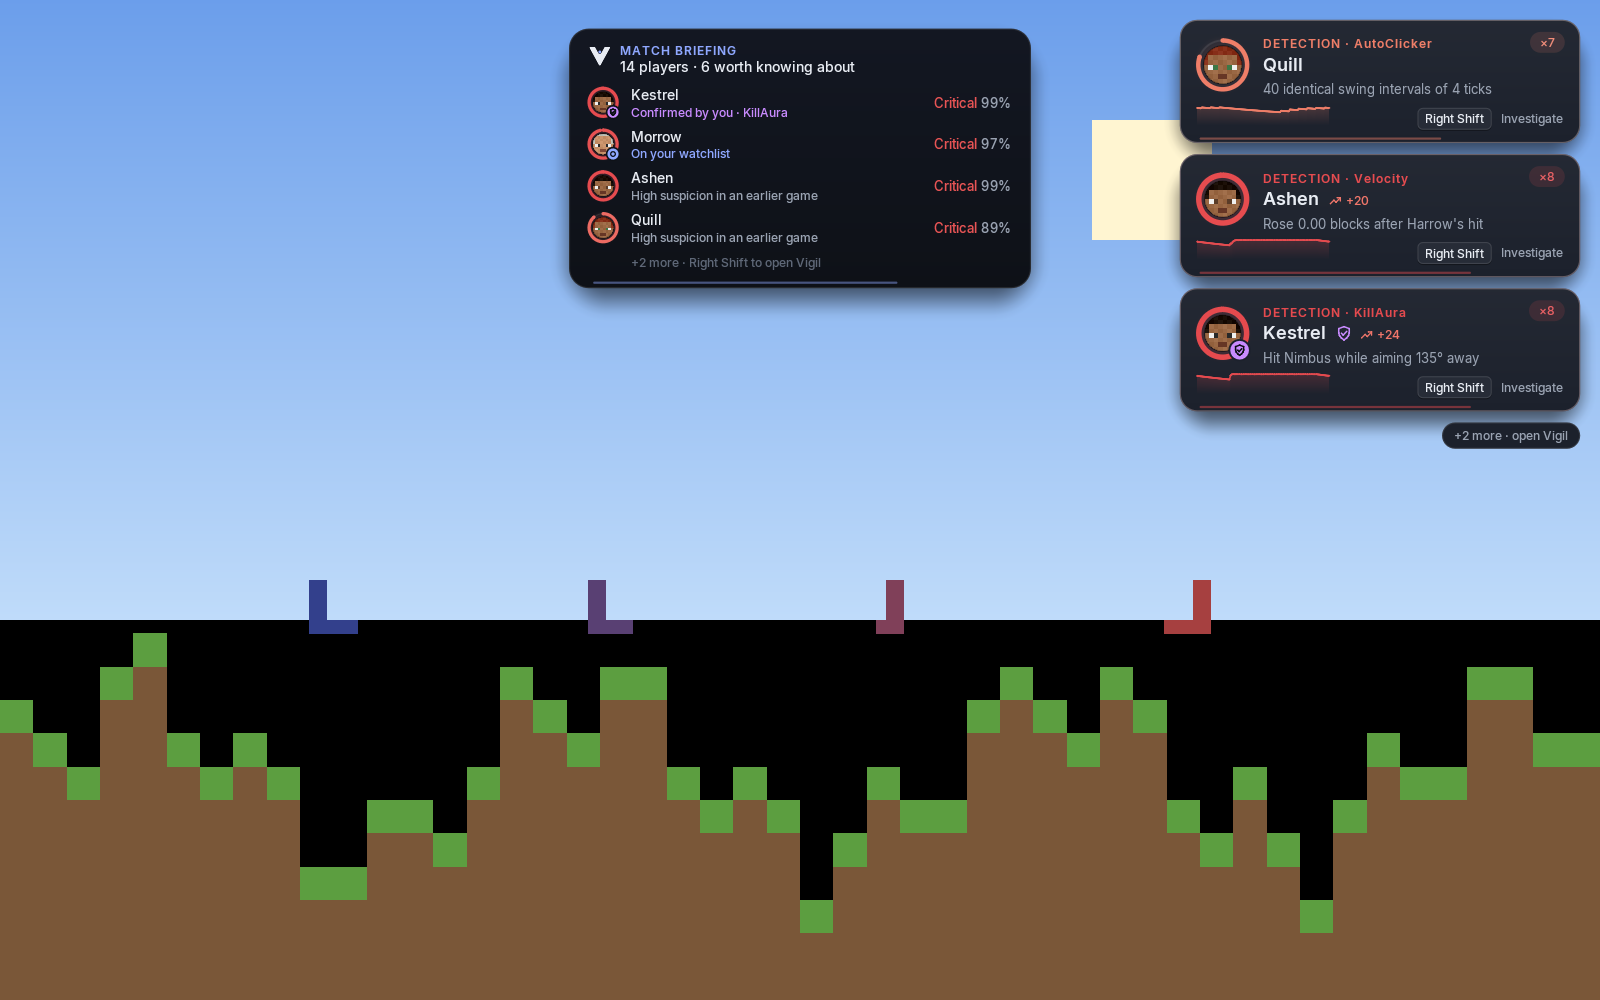 MATCH BRIEFING
14 players · 6 worth knowing about
Kestrel
Confirmed by you · KillAura
Critical 99%
Morrow
On your watchlist
Critical 97%
Ashen
High suspicion in an earlier game
Critical 99%
Quill
High suspicion in an earlier game
Critical 89%
+2 more · Right Shift to open Vigil
DETECTION · AutoClicker
×7
Quill
40 identical swing intervals of 4 ticks
Right Shift Investigate
DETECTION · Velocity
×8
Ashen +20
Rose 0.00 blocks after Harrow's hit
Right Shift Investigate
DETECTION · KillAura
×8
Kestrel +24
Hit Nimbus while aiming 135° away
Right Shift Investigate
+2 more · open Vigil